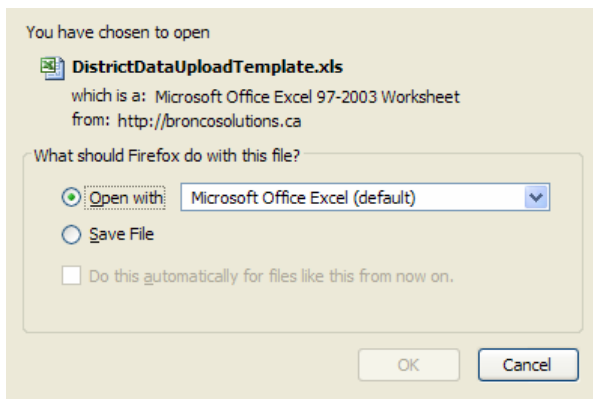 You have chosen to open
DistrictDataUploadTemplate.xls
which is a: Microsoft Office Excel 97-2003 Worksheet
from: http://broncosolutions.ca
What should Firefox do with this file?
Open with Microsoft Office Excel (default)
Save File
Do this automatically for files like this from now on.
OK Cancel